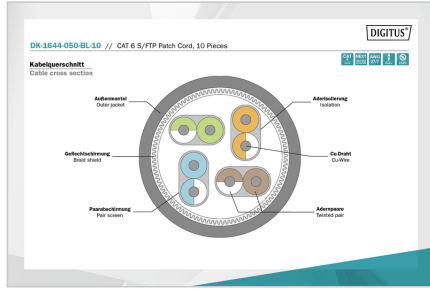 DIGITUS®
DK-1644-050-BL-10 // CAT 6 S/FTP Patch Cord, 10 Pieces
Kabelquerschnitt
Cable cross section
Außenmantel
Outer jacket
Aderisolierung
Isolation
Geflechtschirmung
Braid shield
Cu-Draht
Cu-Wire
Paarabschirmung
Pair screen
Adernpaare
Twisted pair